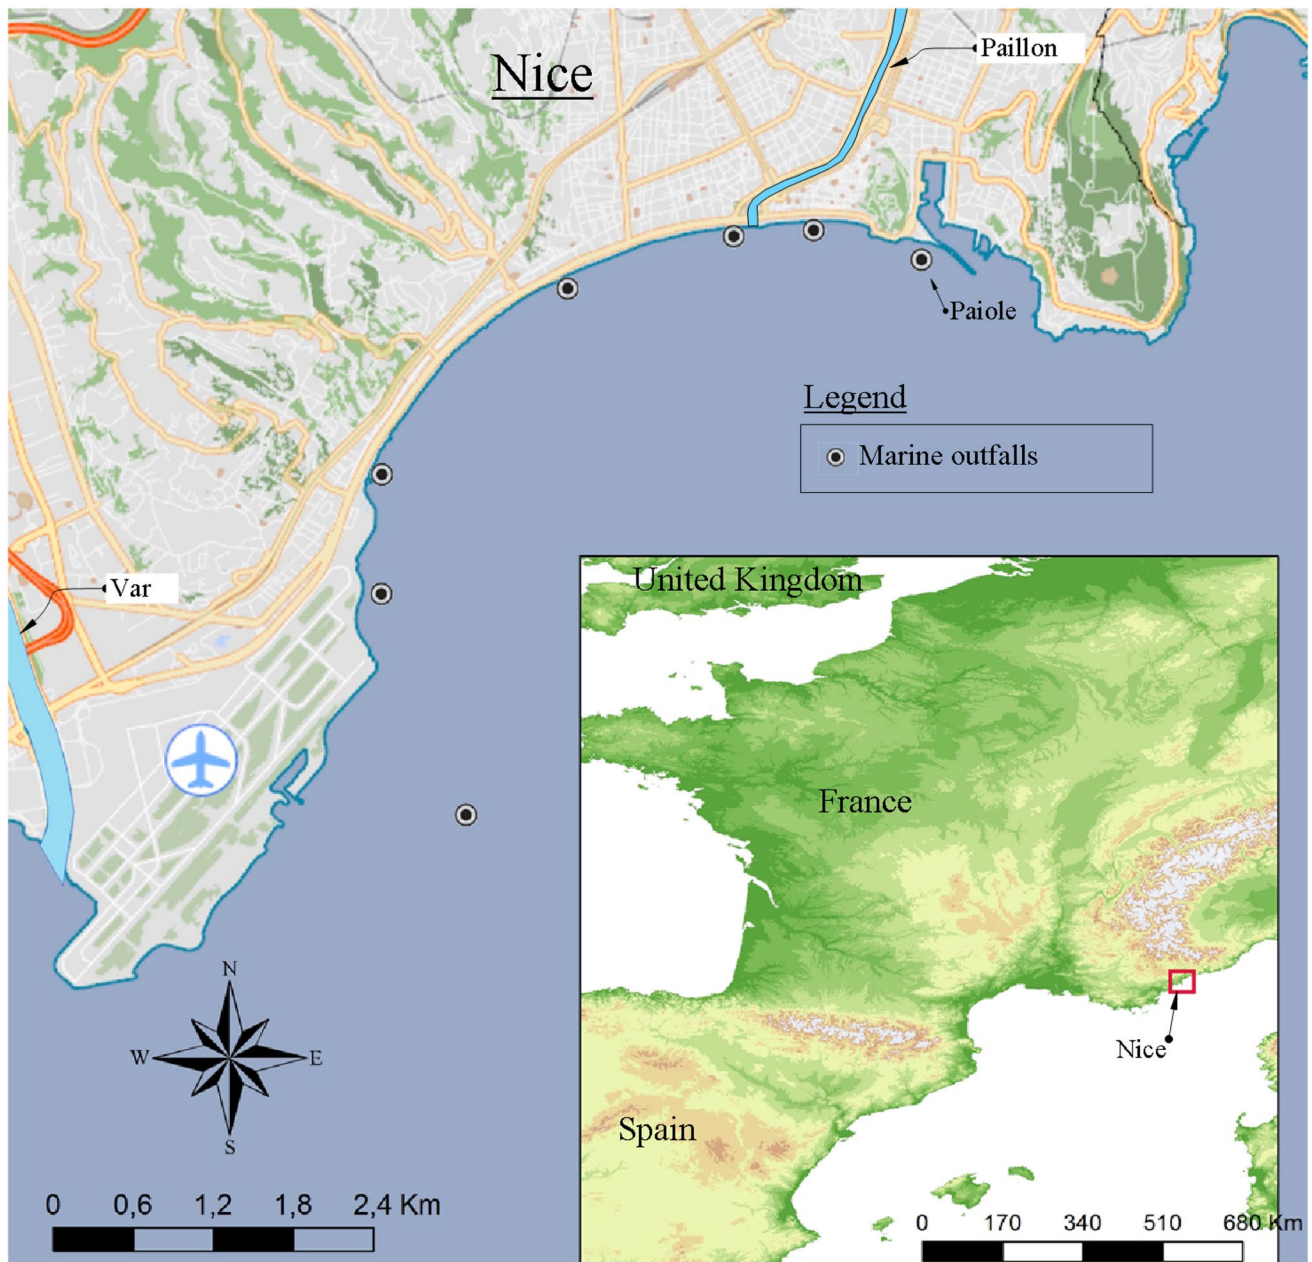 Nice
Paillon
Paiole
Legend
Marine outfalls
Var
United Kingdom
France
Nice
Spain
N
W
E
S
0 0,6 1,2 1,8 2,4 Km
0 170 340 510 680 Km